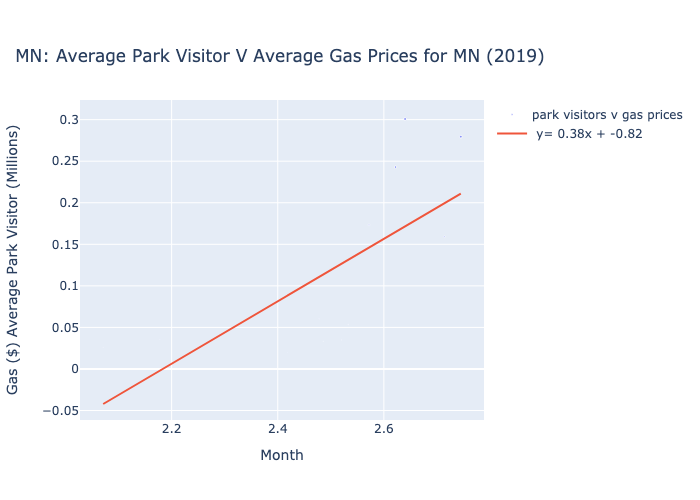 MN: Average Park Visitor V Average Gas Prices for MN (2019)
park visitors v gas prices
y= 0.38x + -0.82
Gas ($) Average Park Visitor (Millions)
0.3
0.25
0.2
0.15
0.1
0.05
0
−0.05
2.2
2.4
2.6
Month